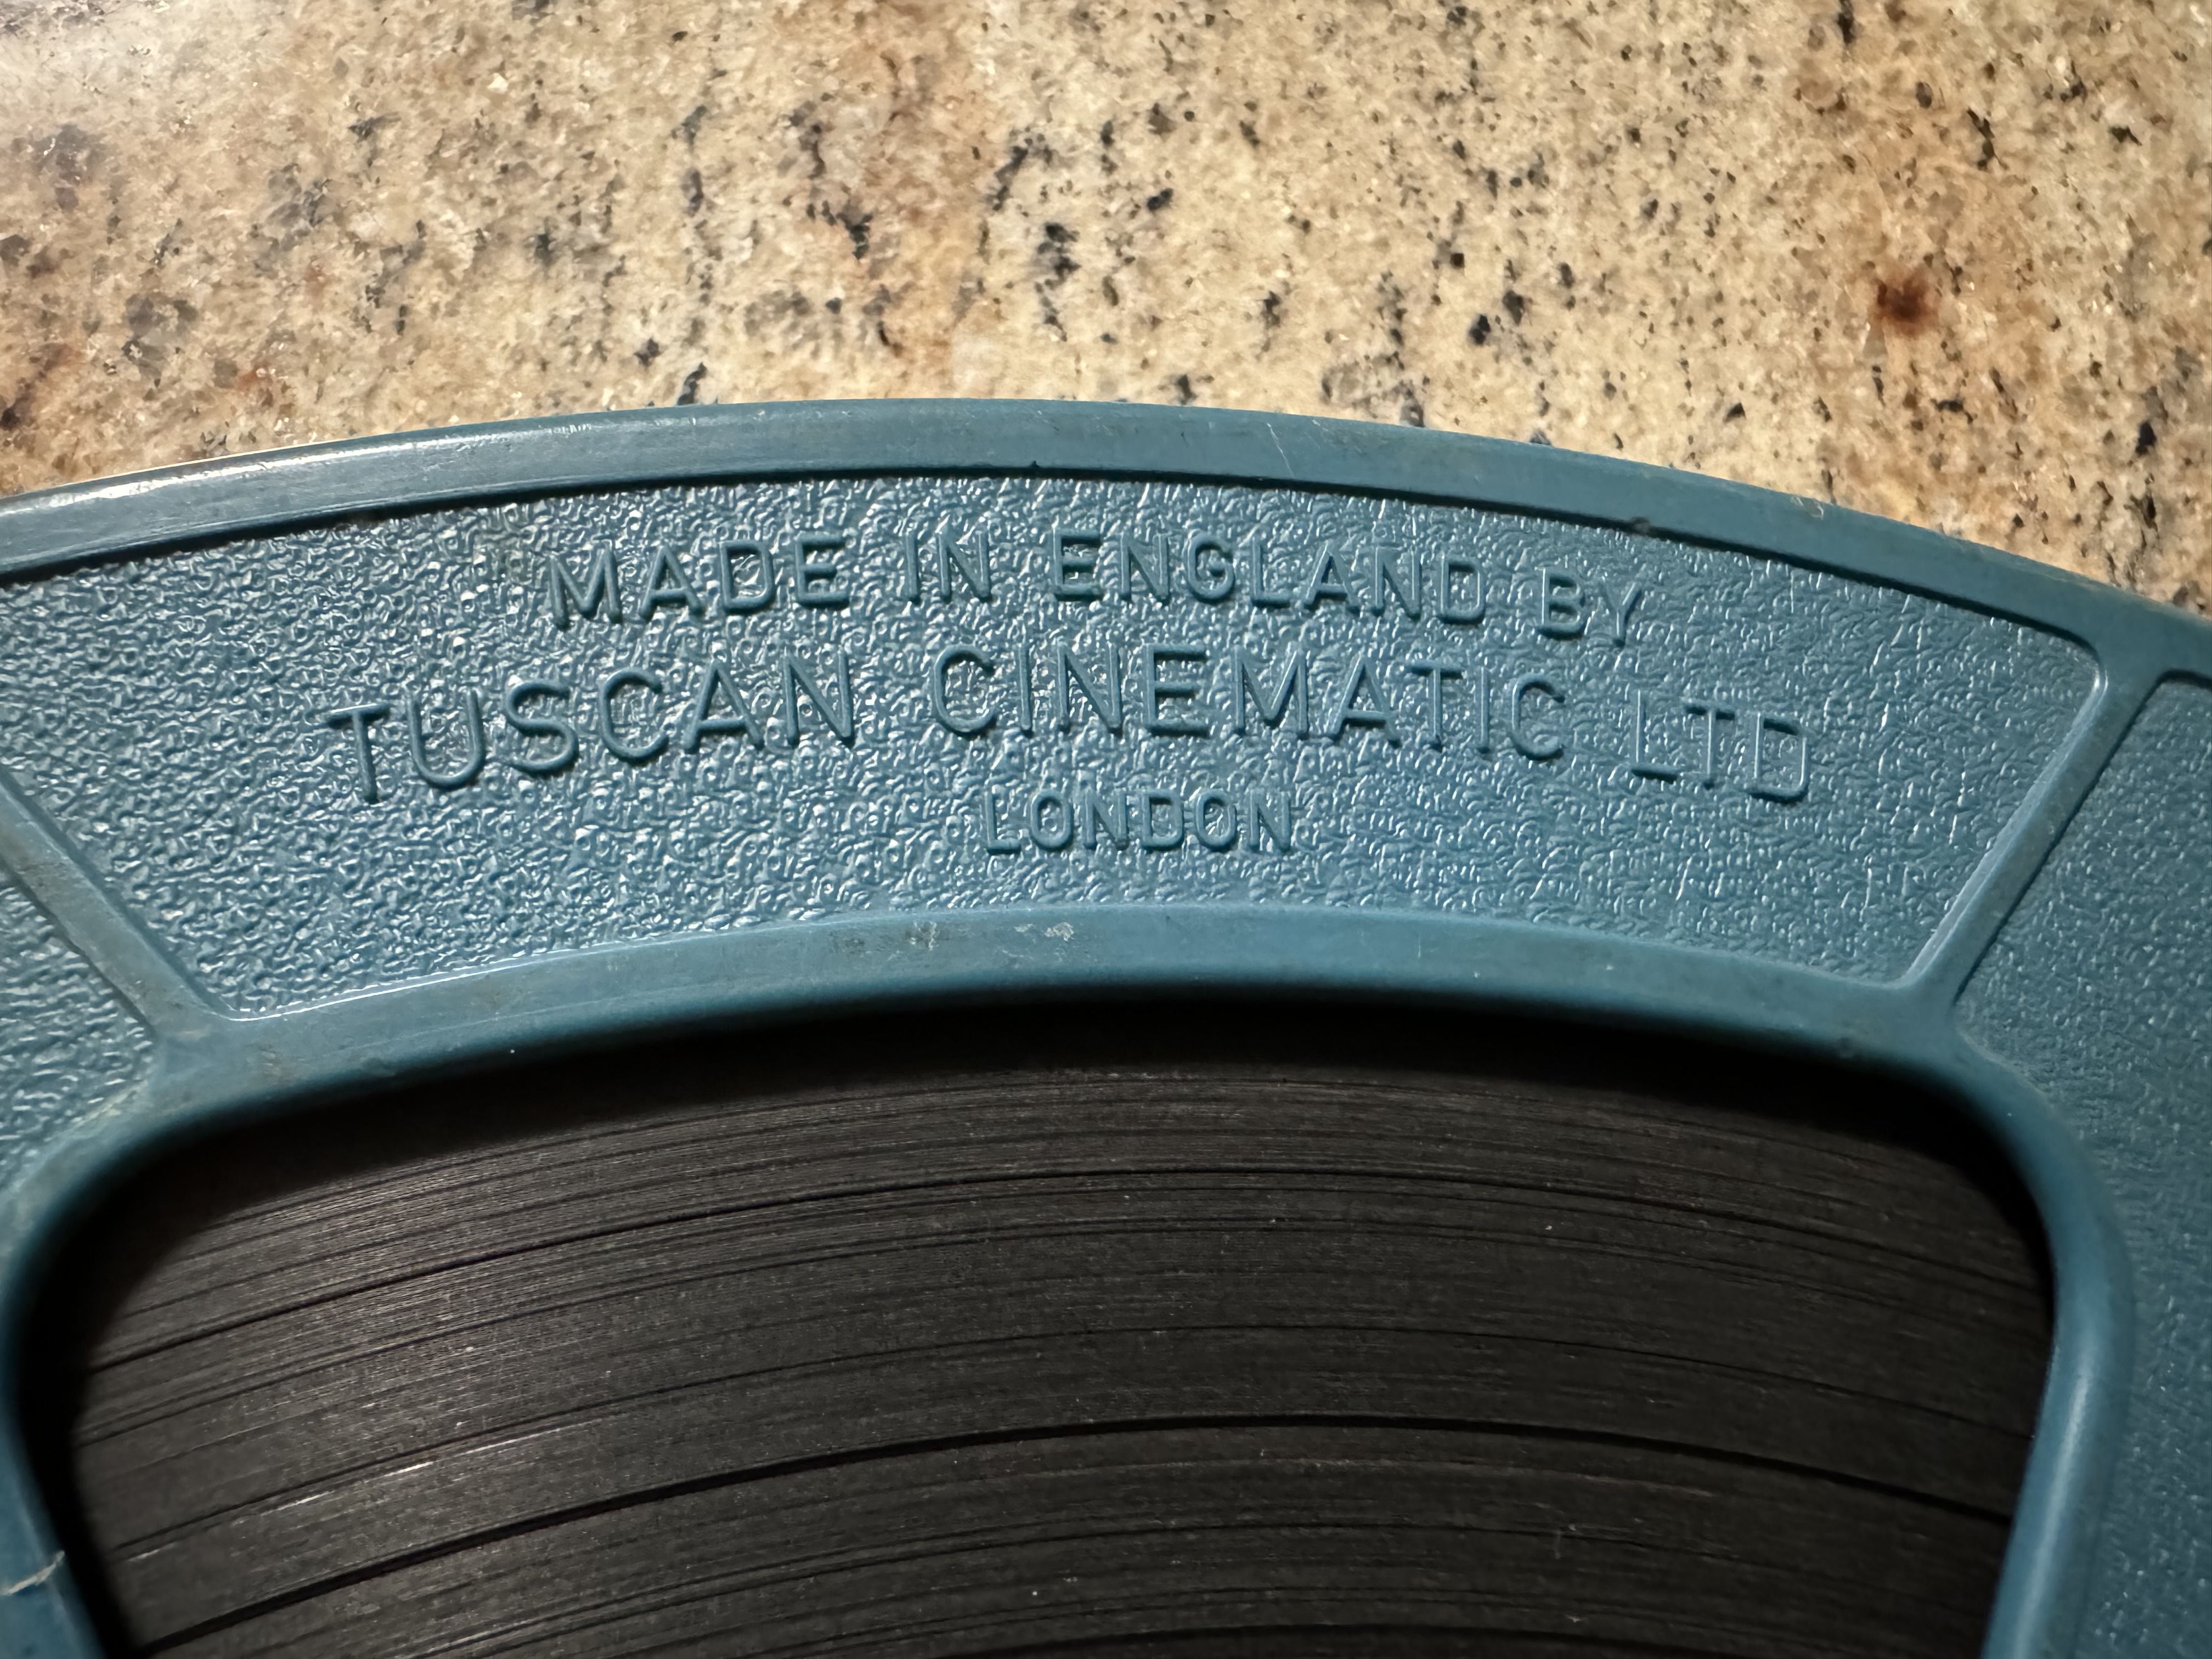 MADE IN ENGLAND BY
TUSCAN CINEMATIC LTD
LONDON